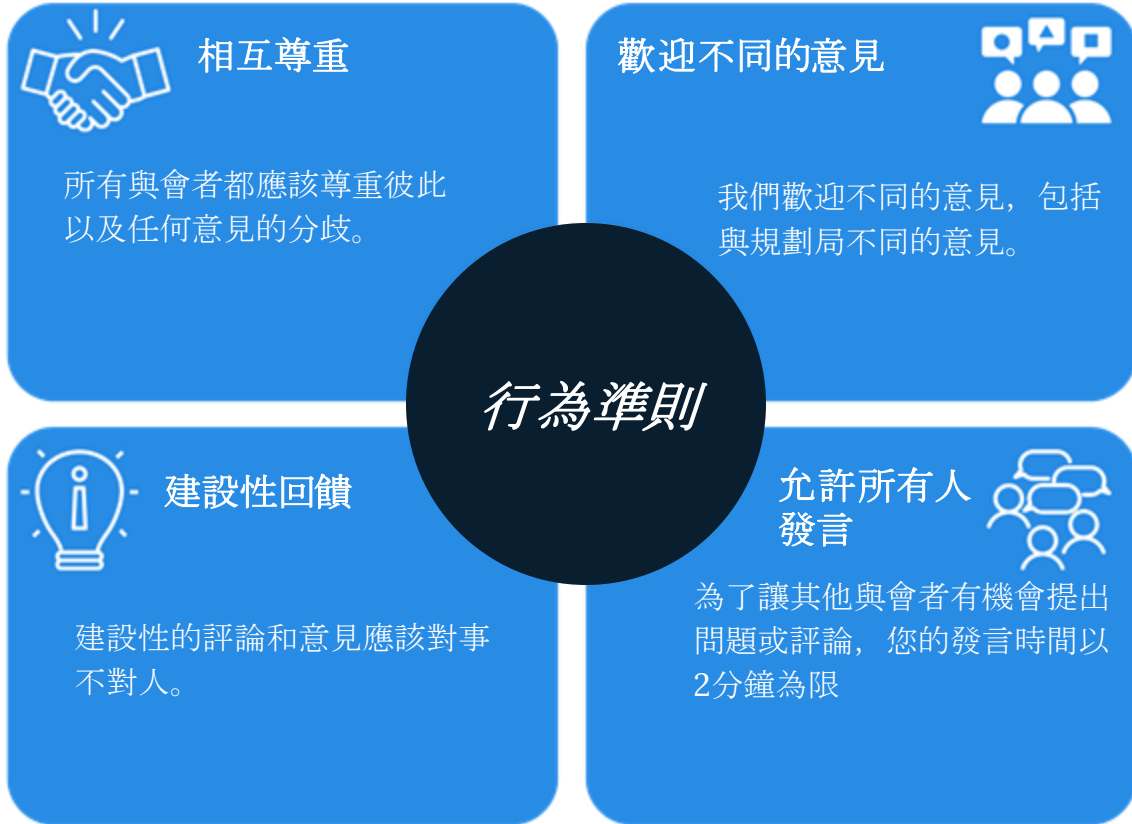 相互尊重
所有與會者都應該尊重彼此
以及任何意見的分歧。
歡迎不同的意見
我們歡迎不同的意見，包括
與規劃局不同的意見。
行為準則
建設性回饋
建設性的評論和意見應該對事
不對人。
允許所有人
發言
為了讓其他與會者有機會提出
問題或評論，您的發言時間以
2分鐘為限